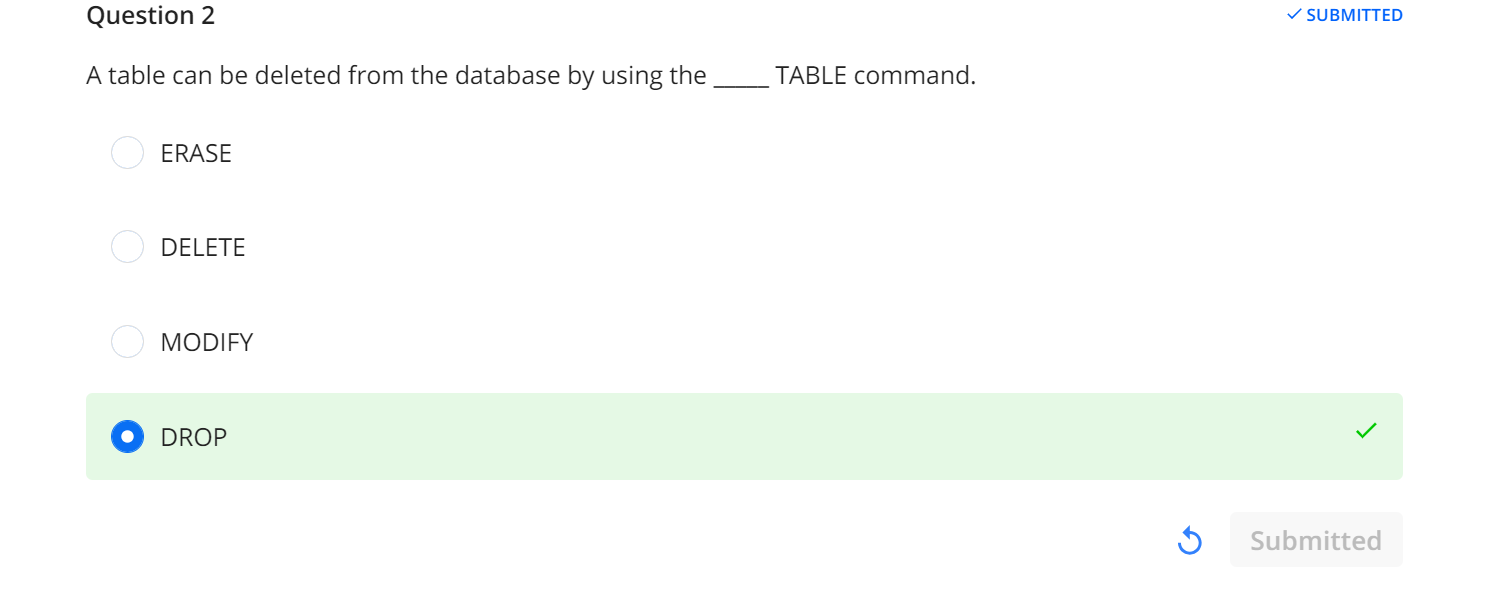 Question 2
SUBMITTED
A table can be deleted from the database by using the _____ TABLE command.
ERASE
DELETE
MODIFY
DROP
Submitted